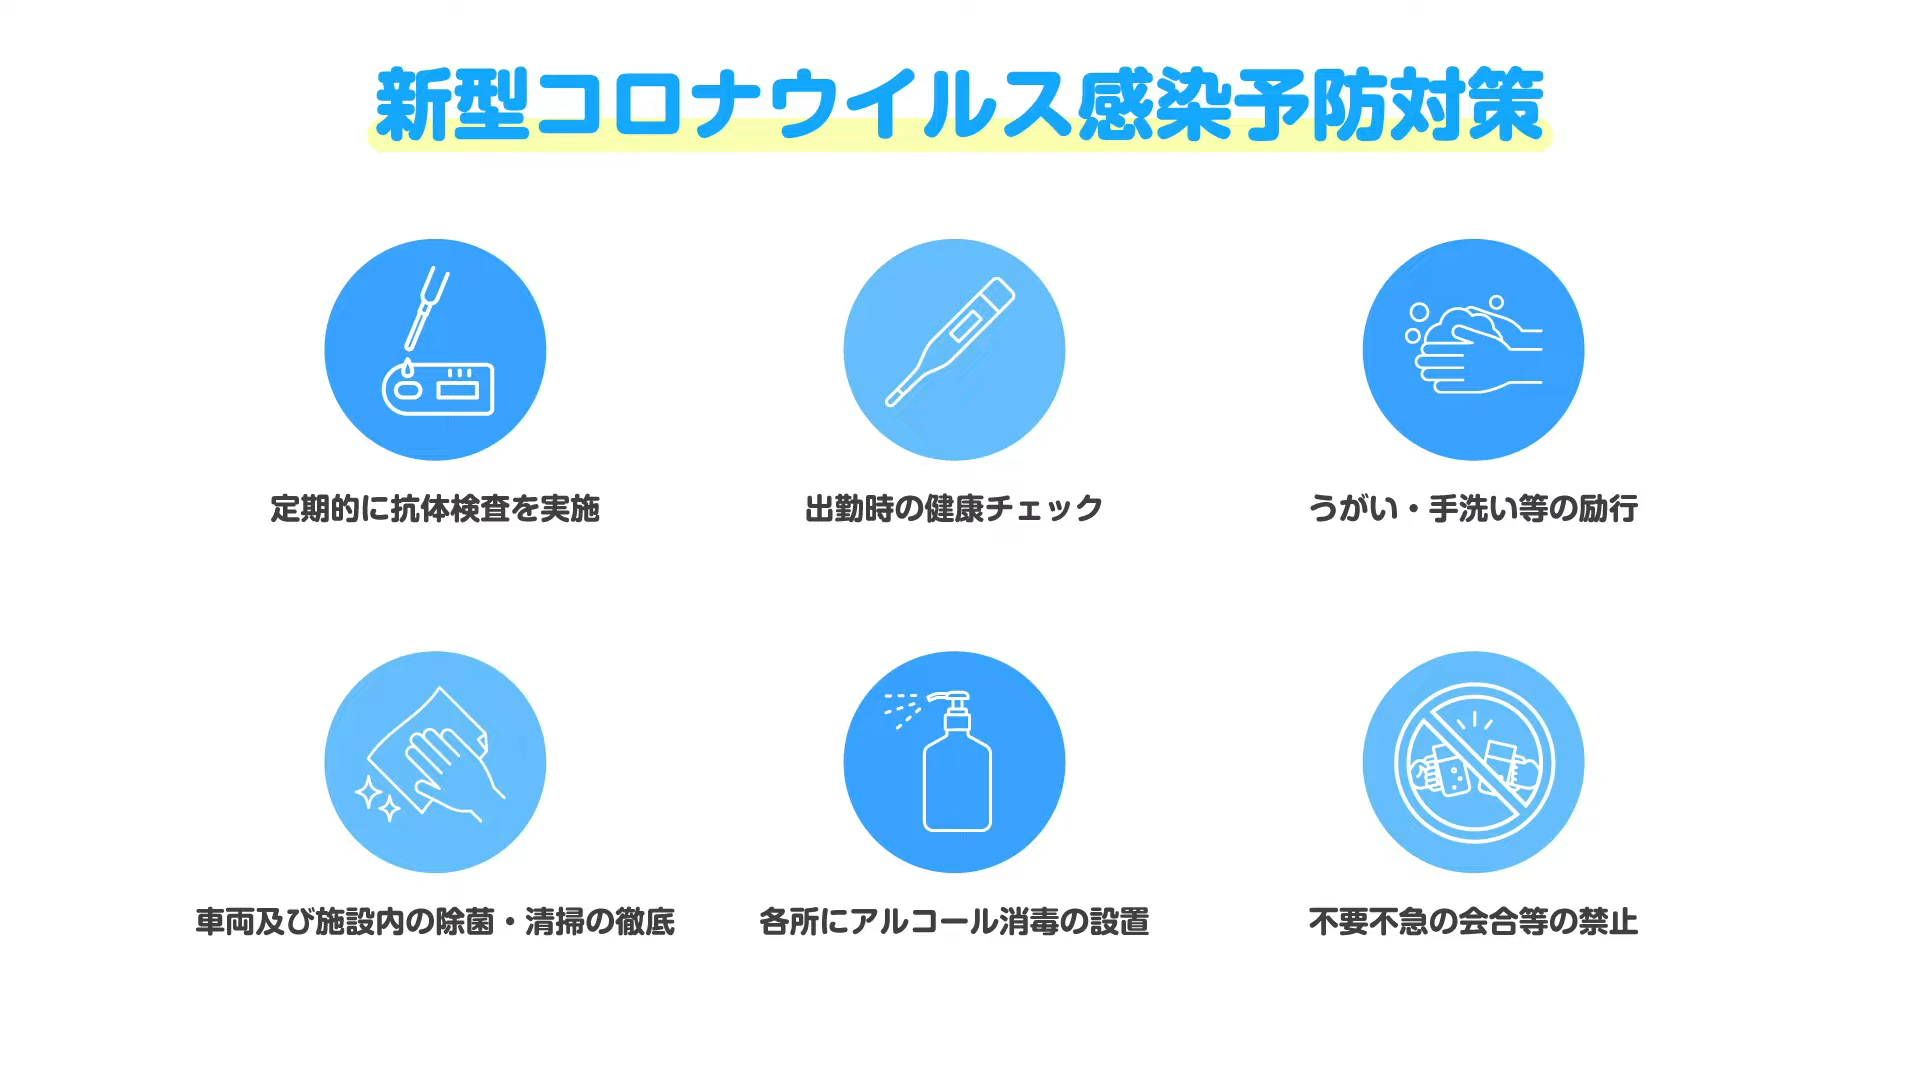 新型コロナウイルス感染予防対策
定期的に抗体検査を実施
出勤時の健康チェック
うがい・手洗い等の励行
車両及び施設内の除菌・清掃の徹底
各所にアルコール消毒の設置
不要不急の会合等の禁止